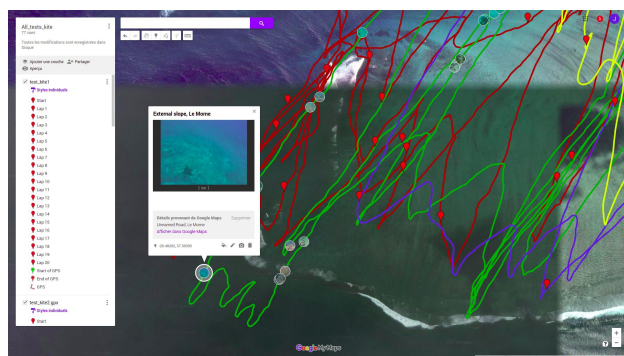 All_tests_kite
77 vues
Toutes les modifications sont enregistrées dans
Drive
Ajouter une couche
Partager
Aperçu
test_kite1
Styles individuels
Start
Lap 1
Lap 2
Lap 3
Lap 4
Lap 5
Lap 6
Lap 7
Lap 8
Lap 9
Lap 10
Lap 11
Lap 12
Lap 13
Lap 14
Lap 15
Lap 16
Lap 17
Lap 18
Lap 19
Lap 20
Start of GPS
End of GPS
GPS
test_kite2.gpx
Styles individuels
Start
External slope, Le Morne
Détails provenant de Google Maps
Supprimer
Unnamed Road, Le Morne
Afficher dans Google Maps
Google My Maps